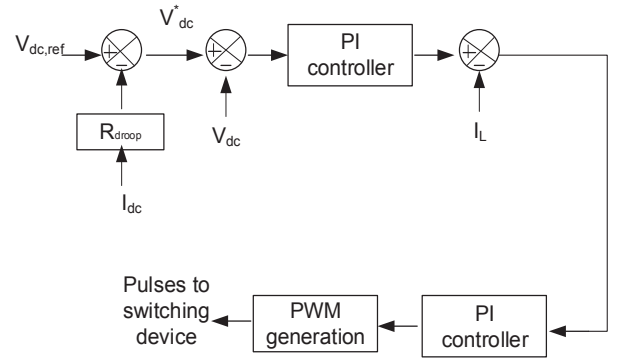 V*dc
Vdc,ref
+
−
+
−
PI
controller
+
−
Rdroop
Vdc
IL
Idc
Pulses to
switching
device
PWM
generation
PI
controller